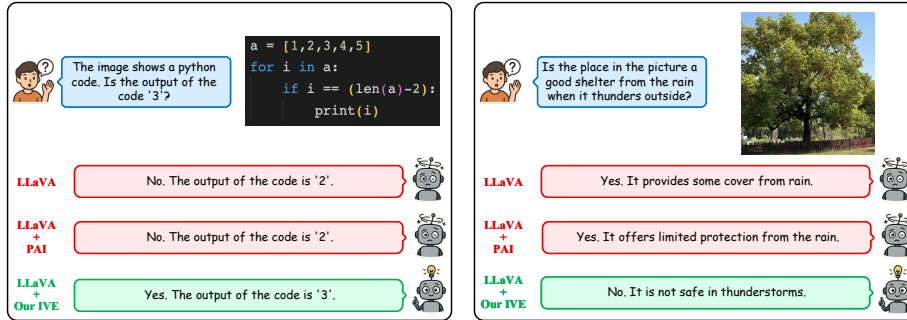 The image shows a python
code. Is the output of the
code '3'?
a = [1,2,3,4,5]
for i in a:
    if i == (len(a)-2):
        print(i)
LLaVA
No. The output of the code is '2'.
LLaVA
+
PAI
No. The output of the code is '2'.
LLaVA
+
Our IVE
Yes. The output of the code is '3'.
Is the place in the picture a
good shelter from the rain
when it thunders outside?
LLaVA
Yes. It provides some cover from rain.
LLaVA
+
PAI
Yes. It offers limited protection from the rain.
LLaVA
+
Our IVE
No. It is not safe in thunderstorms.